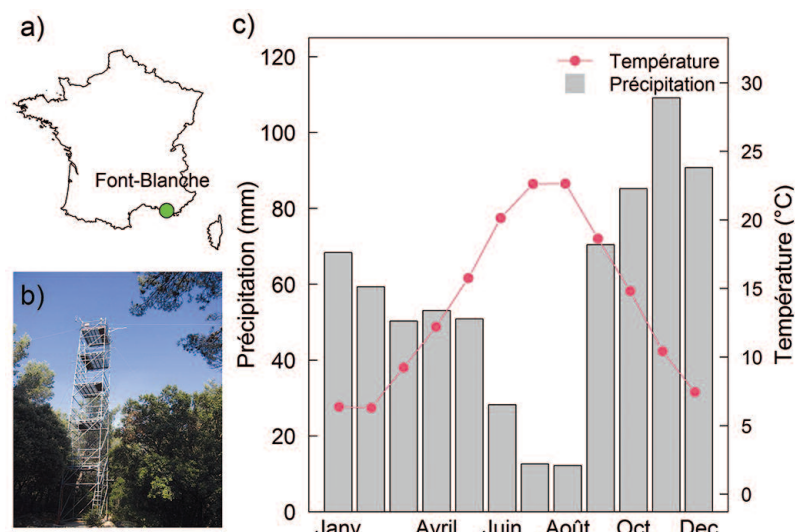 a)
Font-Blanche
b)
c)
Température
Précipitation
Précipitation (mm)
0
20
40
60
80
100
120
Température (°C)
0
5
10
15
20
25
30
Janv
Avril
Juin
Août
Oct
Dec